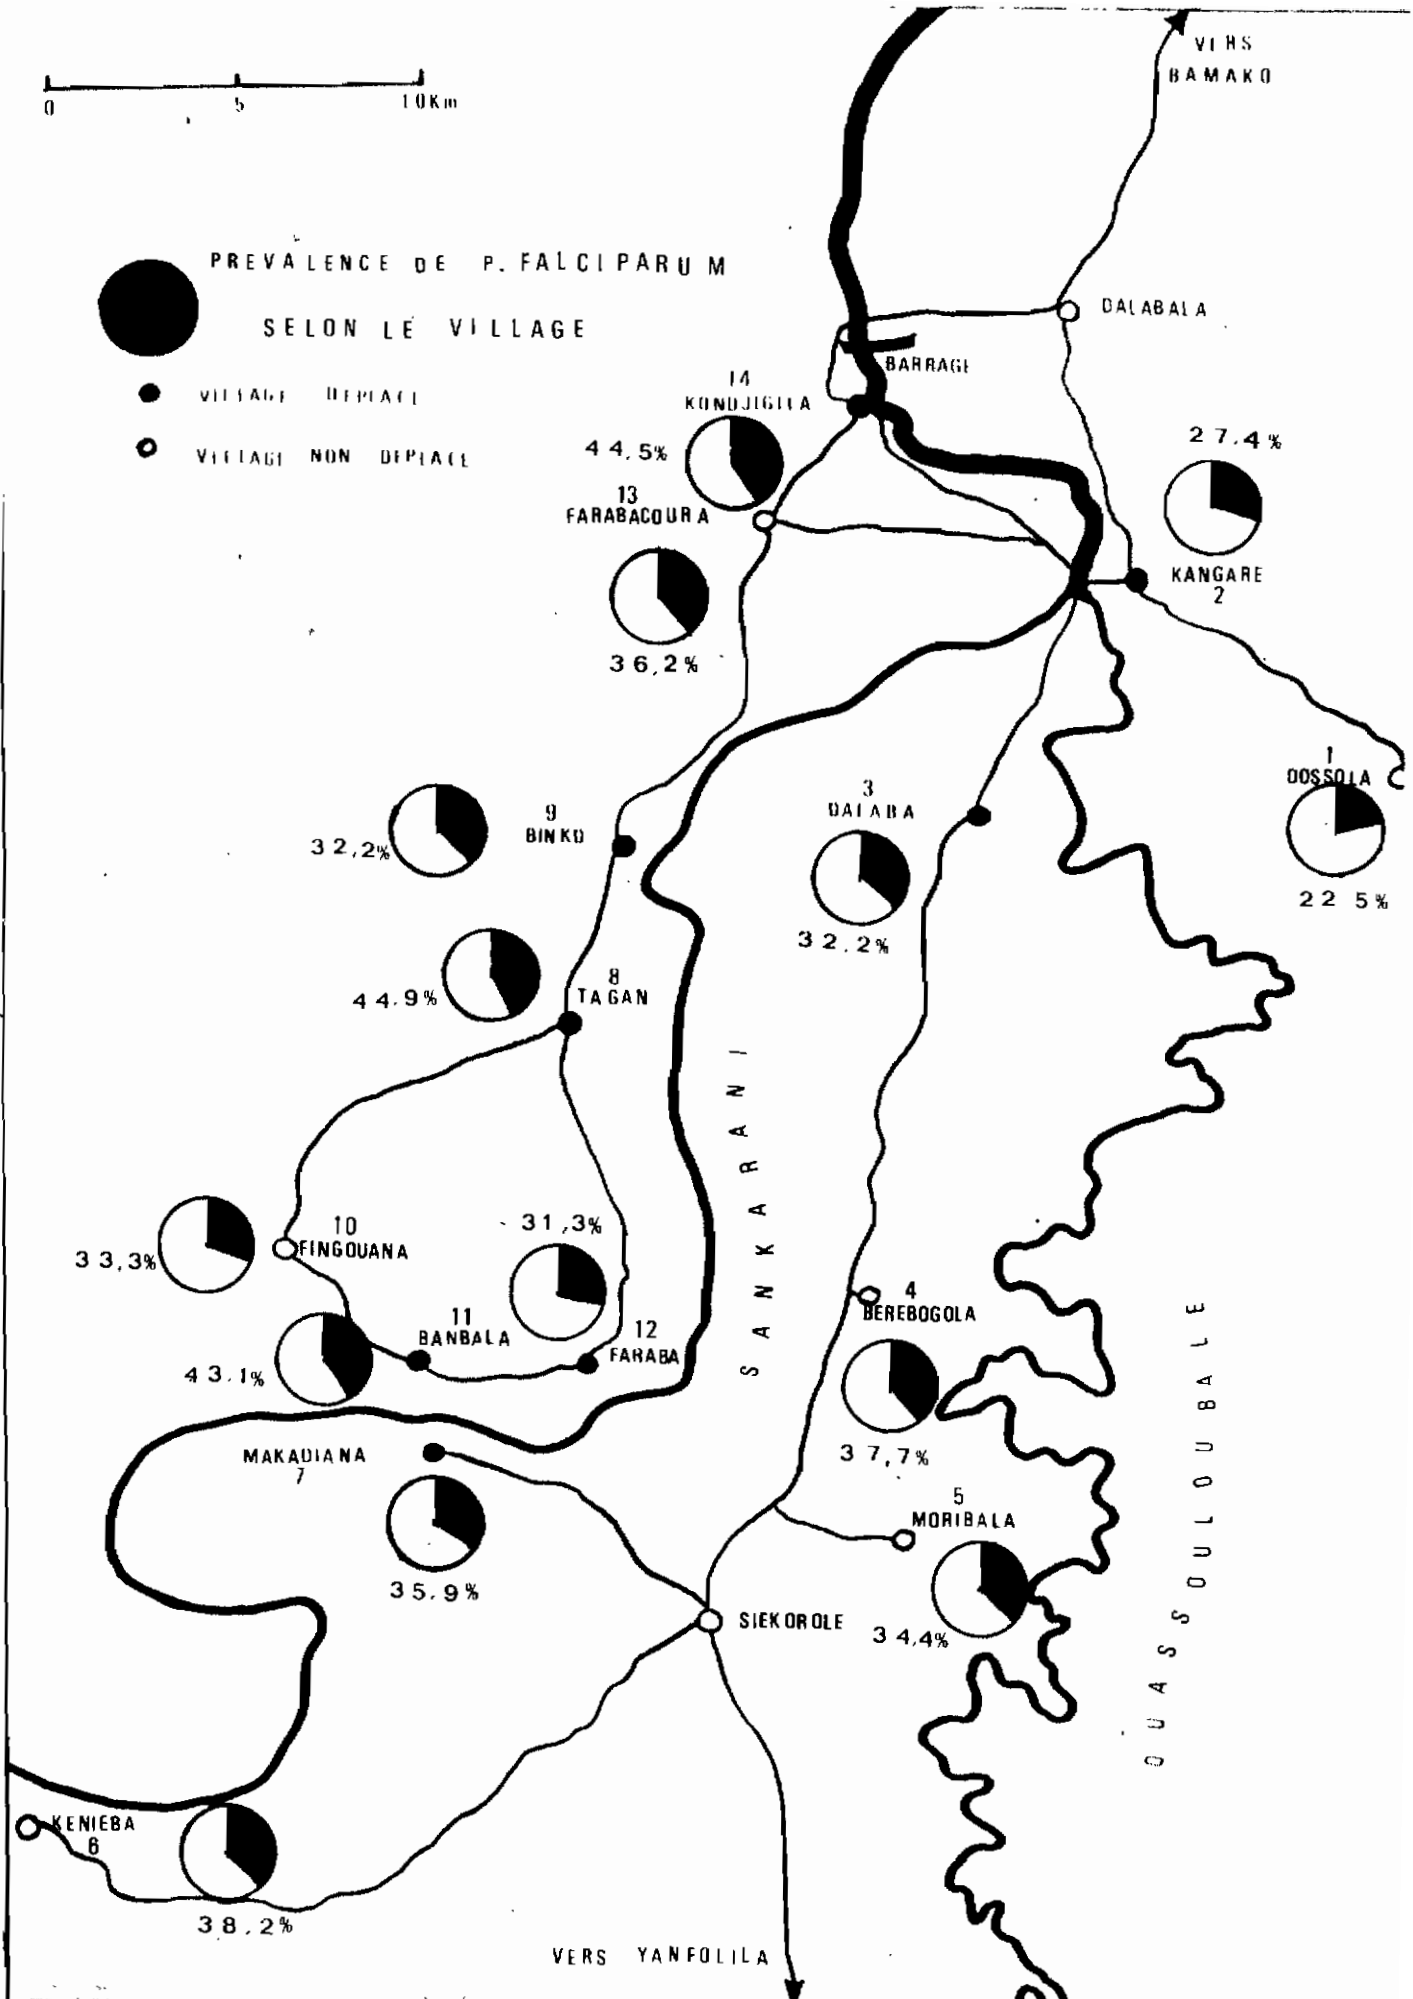 VERS
BAMAKO
0 5 10Km
PREVALENCE DE P. FALCIPARUM
SELON LE VILLAGE
VILLAGE DEPLACE
VILLAGE NON DEPLACE
DALABALA
BARRAGE
14
KONDJIGILA
44,5%
27.4%
13
FARABACOURA
36,2%
KANGARE
2
1
DOSSOLA
22 5%
3
DALABA
32.2%
9
BINKO
32,2%
8
TAGAN
44.9%
SANKARANI
10
FINGOUANA
33,3%
31,3%
11
BANBALA
43.1%
12
FARABA
4
BEREBOGOLA
37,7%
OUASSOULOUBALE
MAKADIANA
7
35.9%
5
MORIBALA
34,4%
SIEKOROLE
KENIEBA
6
38.2%
VERS YANFOLILA